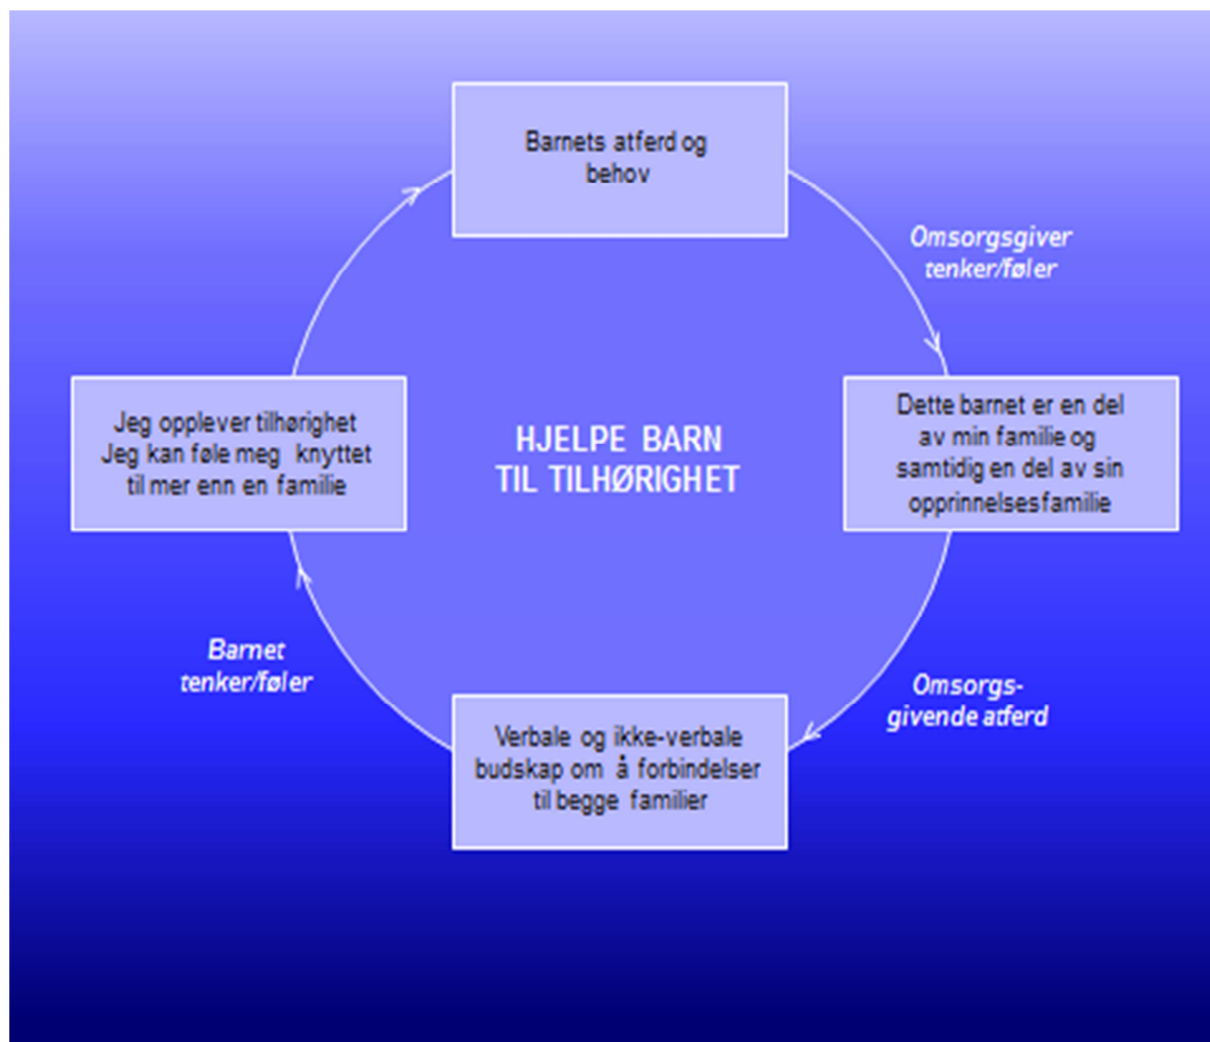 Barnets atferd og
behov
Omsorgsgiver
tenker/føler
Dette barnet er en del
av min familie og
samtidig en del av sin
opprinnelsesfamilie
Omsorgs-
givende atferd
Verbale og ikke-verbale
budskap om å forbindelser
til begge familier
Barnet
tenker/føler
Jeg opplever tilhørighet
Jeg kan føle meg knyttet
til mer enn en familie
HJELPE BARN
TIL TILHØRIGHET